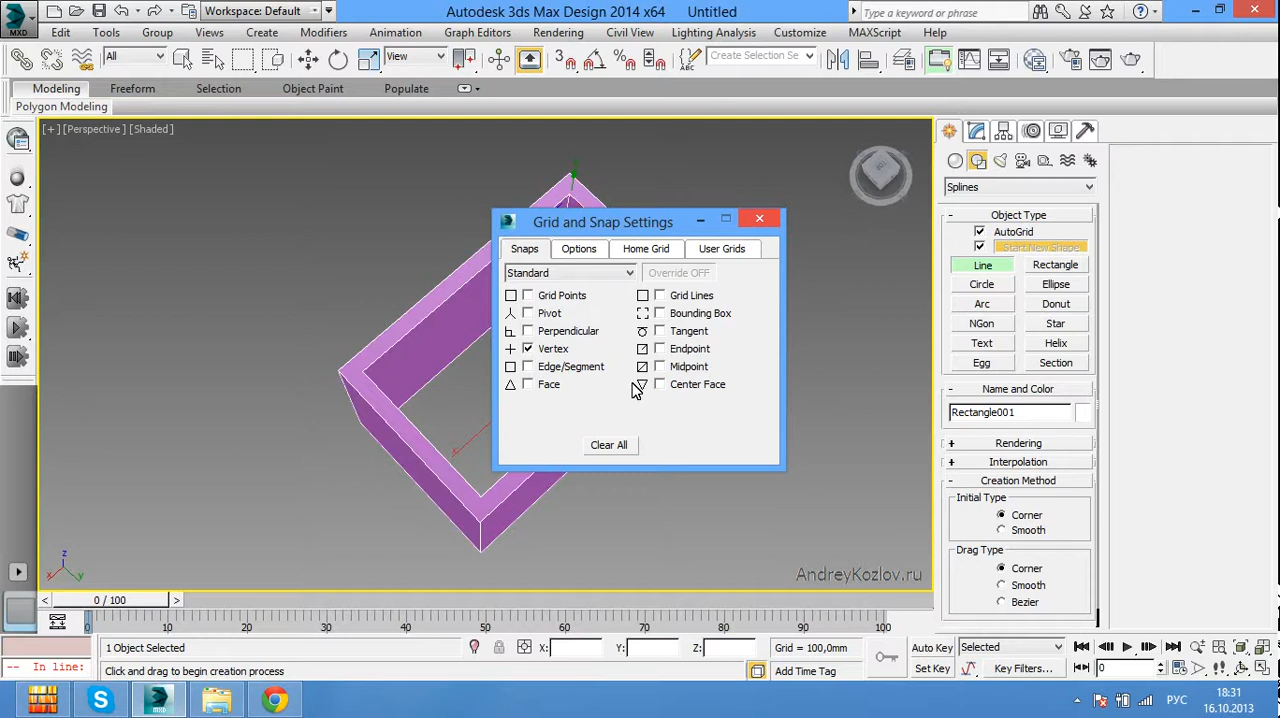 MXD
Workspace: Default
Autodesk 3ds Max Design 2014 x64 Untitled
Type a keyword or phrase
Edit Tools Group Views Create Modifiers Animation Graph Editors Rendering Civil View Lighting Analysis Customize MAXScript Help
All View 3 Create Selection Se
Modeling Freeform Selection Object Paint Populate
Polygon Modeling
[+] [Perspective] [Shaded]
Splines
Grid and Snap Settings
Snaps Options Home Grid User Grids
Standard Override OFF
Grid Points Grid Lines
Pivot Bounding Box
Perpendicular Tangent
Vertex Endpoint
Edge/Segment Midpoint
Face Center Face
Clear All
x
z
x y
AndreyKozlov.ru
- Object Type
AutoGrid
Start New Shape
Line Rectangle
Circle Ellipse
Arc Donut
NGon Star
Text Helix
Egg Section
- Name and Color
Rectangle001
+ Rendering
+ Interpolation
- Creation Method
Initial Type
Corner
Smooth
Drag Type
Corner
Smooth
Bezier
< 0 / 100 >
0 10 20 30 40 50 60 70 80 90 100
1 Object Selected X: Y: Z: Grid = 100,0mm Auto Key Selected
-- In line: Click and drag to begin creation process Add Time Tag Set Key Key Filters... 0
РУС
18:31
16.10.2013